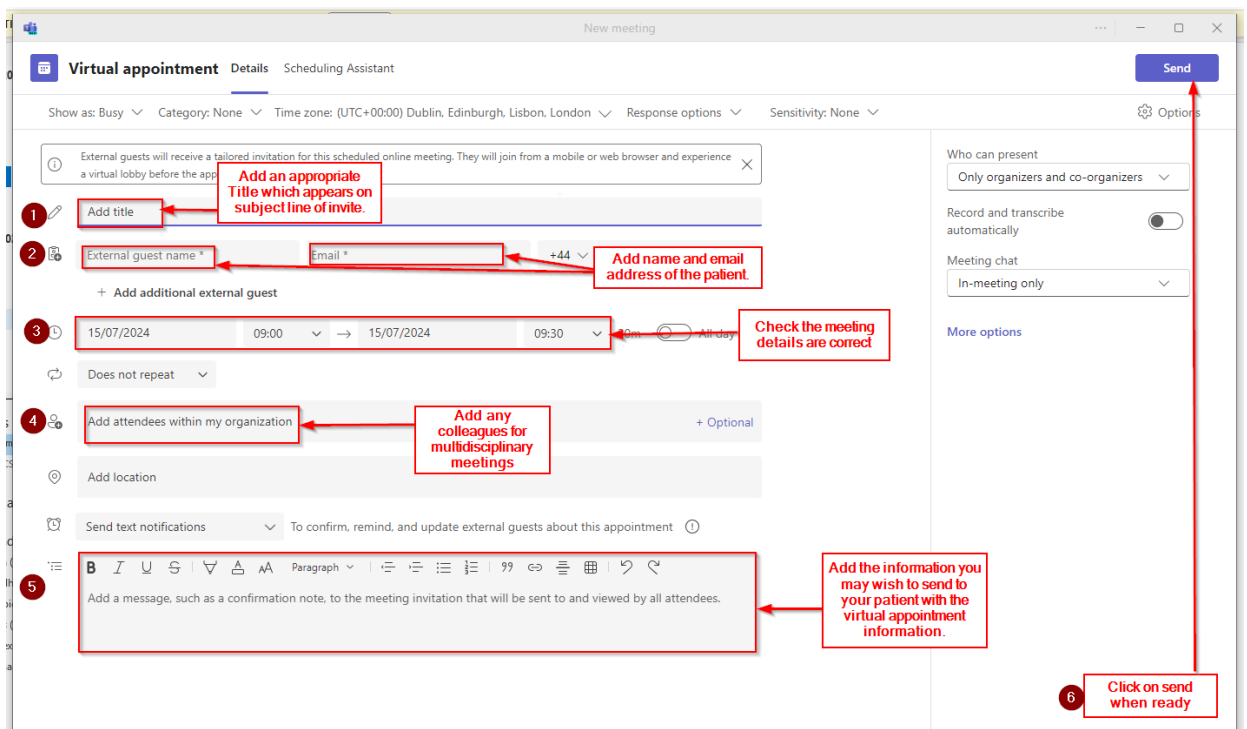 New meeting
Virtual appointment Details Scheduling Assistant
Send
Show as: Busy Category: None Time zone: (UTC+00:00) Dublin, Edinburgh, Lisbon, London Response options Sensitivity: None Options
External guests will receive a tailored invitation for this scheduled online meeting. They will join from a mobile or web browser and experience
a virtual lobby before the app
Add an appropriate
Title which appears on
subject line of invite.
1 Add title
2 External guest name * Email * +44
Add name and email
address of the patient.
+ Add additional external guest
3 15/07/2024 09:00 → 15/07/2024 09:30 All day
Check the meeting
details are correct
Does not repeat
4 Add attendees within my organization + Optional
Add any
colleagues for
multidisciplinary
meetings
Add location
Send text notifications To confirm, remind, and update external guests about this appointment
5 B I U S AA Paragraph
Add a message, such as a confirmation note, to the meeting invitation that will be sent to and viewed by all attendees.
Add the information you
may wish to send to
your patient with the
virtual appointment
information.
Who can present
Only organizers and co-organizers
Record and transcribe
automatically
Meeting chat
In-meeting only
More options
6 Click on send
when ready